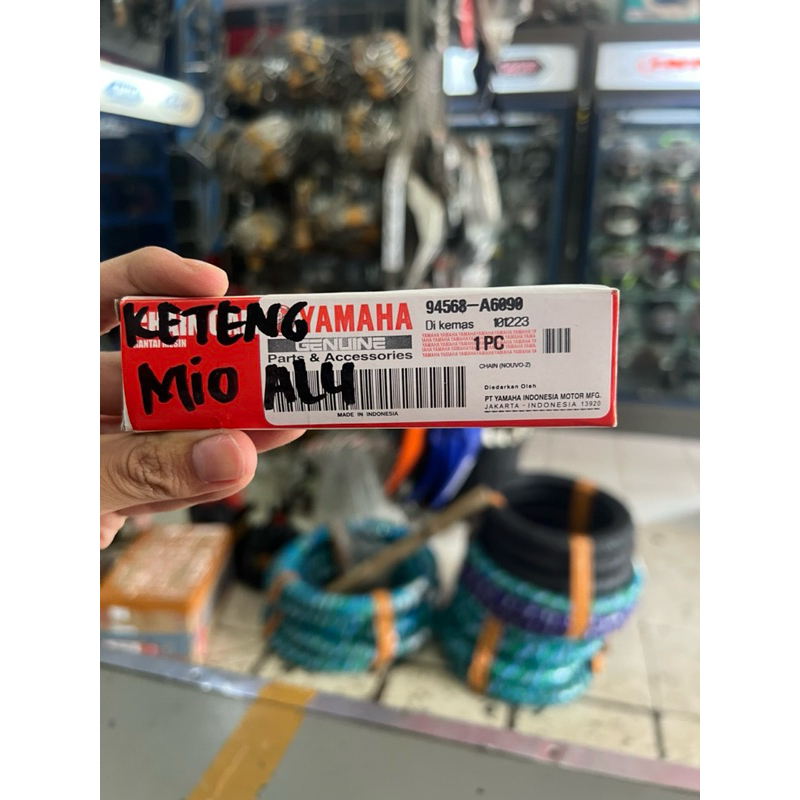 KETENG
MIO AL4
YAMAHA
GENUINE
Parts & Accessories
MADE IN INDONESIA
94568-A6090
Di kemas 101223
1 PC
CHAIN (NOUVO-Z)
Diedarkan Oleh
PT YAMAHA INDONESIA MOTOR MFG.
JAKARTA - INDONESIA 13920